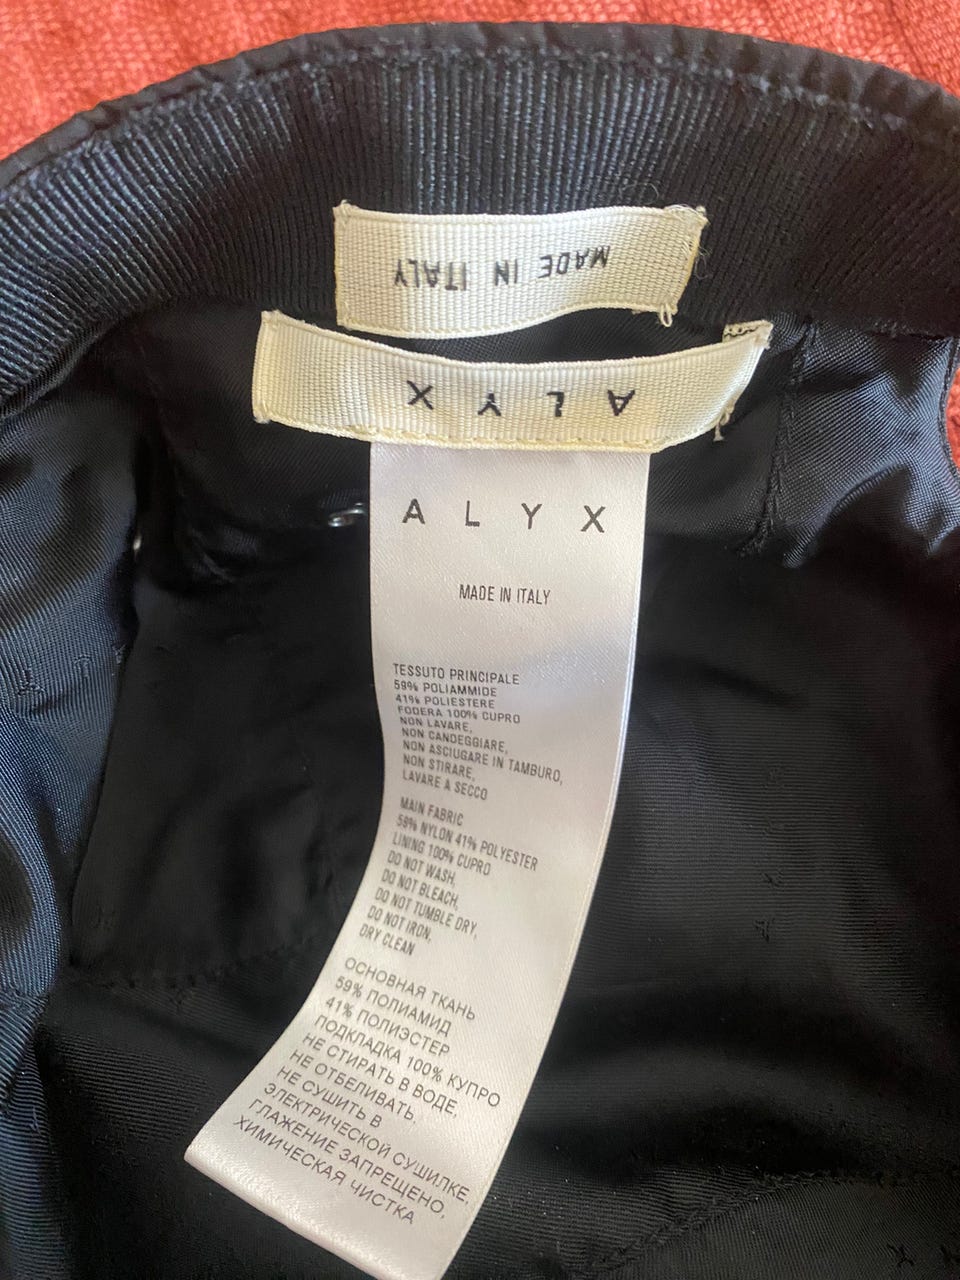 MADE IN ITALY
ALYX
ALYX
MADE IN ITALY
TESSUTO PRINCIPALE
59% POLIAMMIDE
41% POLIESTERE
FODERA 100% CUPRO
NON LAVARE,
NON CANDEGGIARE,
NON ASCIUGARE IN TAMBURO,
NON STIRARE,
LAVARE A SECCO
MAIN FABRIC
59% NYLON 41% POLYESTER
LINING 100% CUPRO
DO NOT WASH,
DO NOT BLEACH,
DO NOT TUMBLE DRY,
DO NOT IRON,
DRY CLEAN
ОСНОВНАЯ ТКАНЬ
59% ПОЛИАМИД
41% ПОЛИЭСТЕР
ПОДКЛАДКА 100% КУПРО
НЕ СТИРАТЬ В ВОДЕ,
НЕ ОТБЕЛИВАТЬ,
НЕ СУШИТЬ В
ЭЛЕКТРИЧЕСКОЙ СУШИЛКЕ,
ГЛАЖЕНИЕ ЗАПРЕЩЕНО,
ХИМИЧЕСКАЯ ЧИСТКА